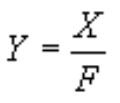 Y = X / F